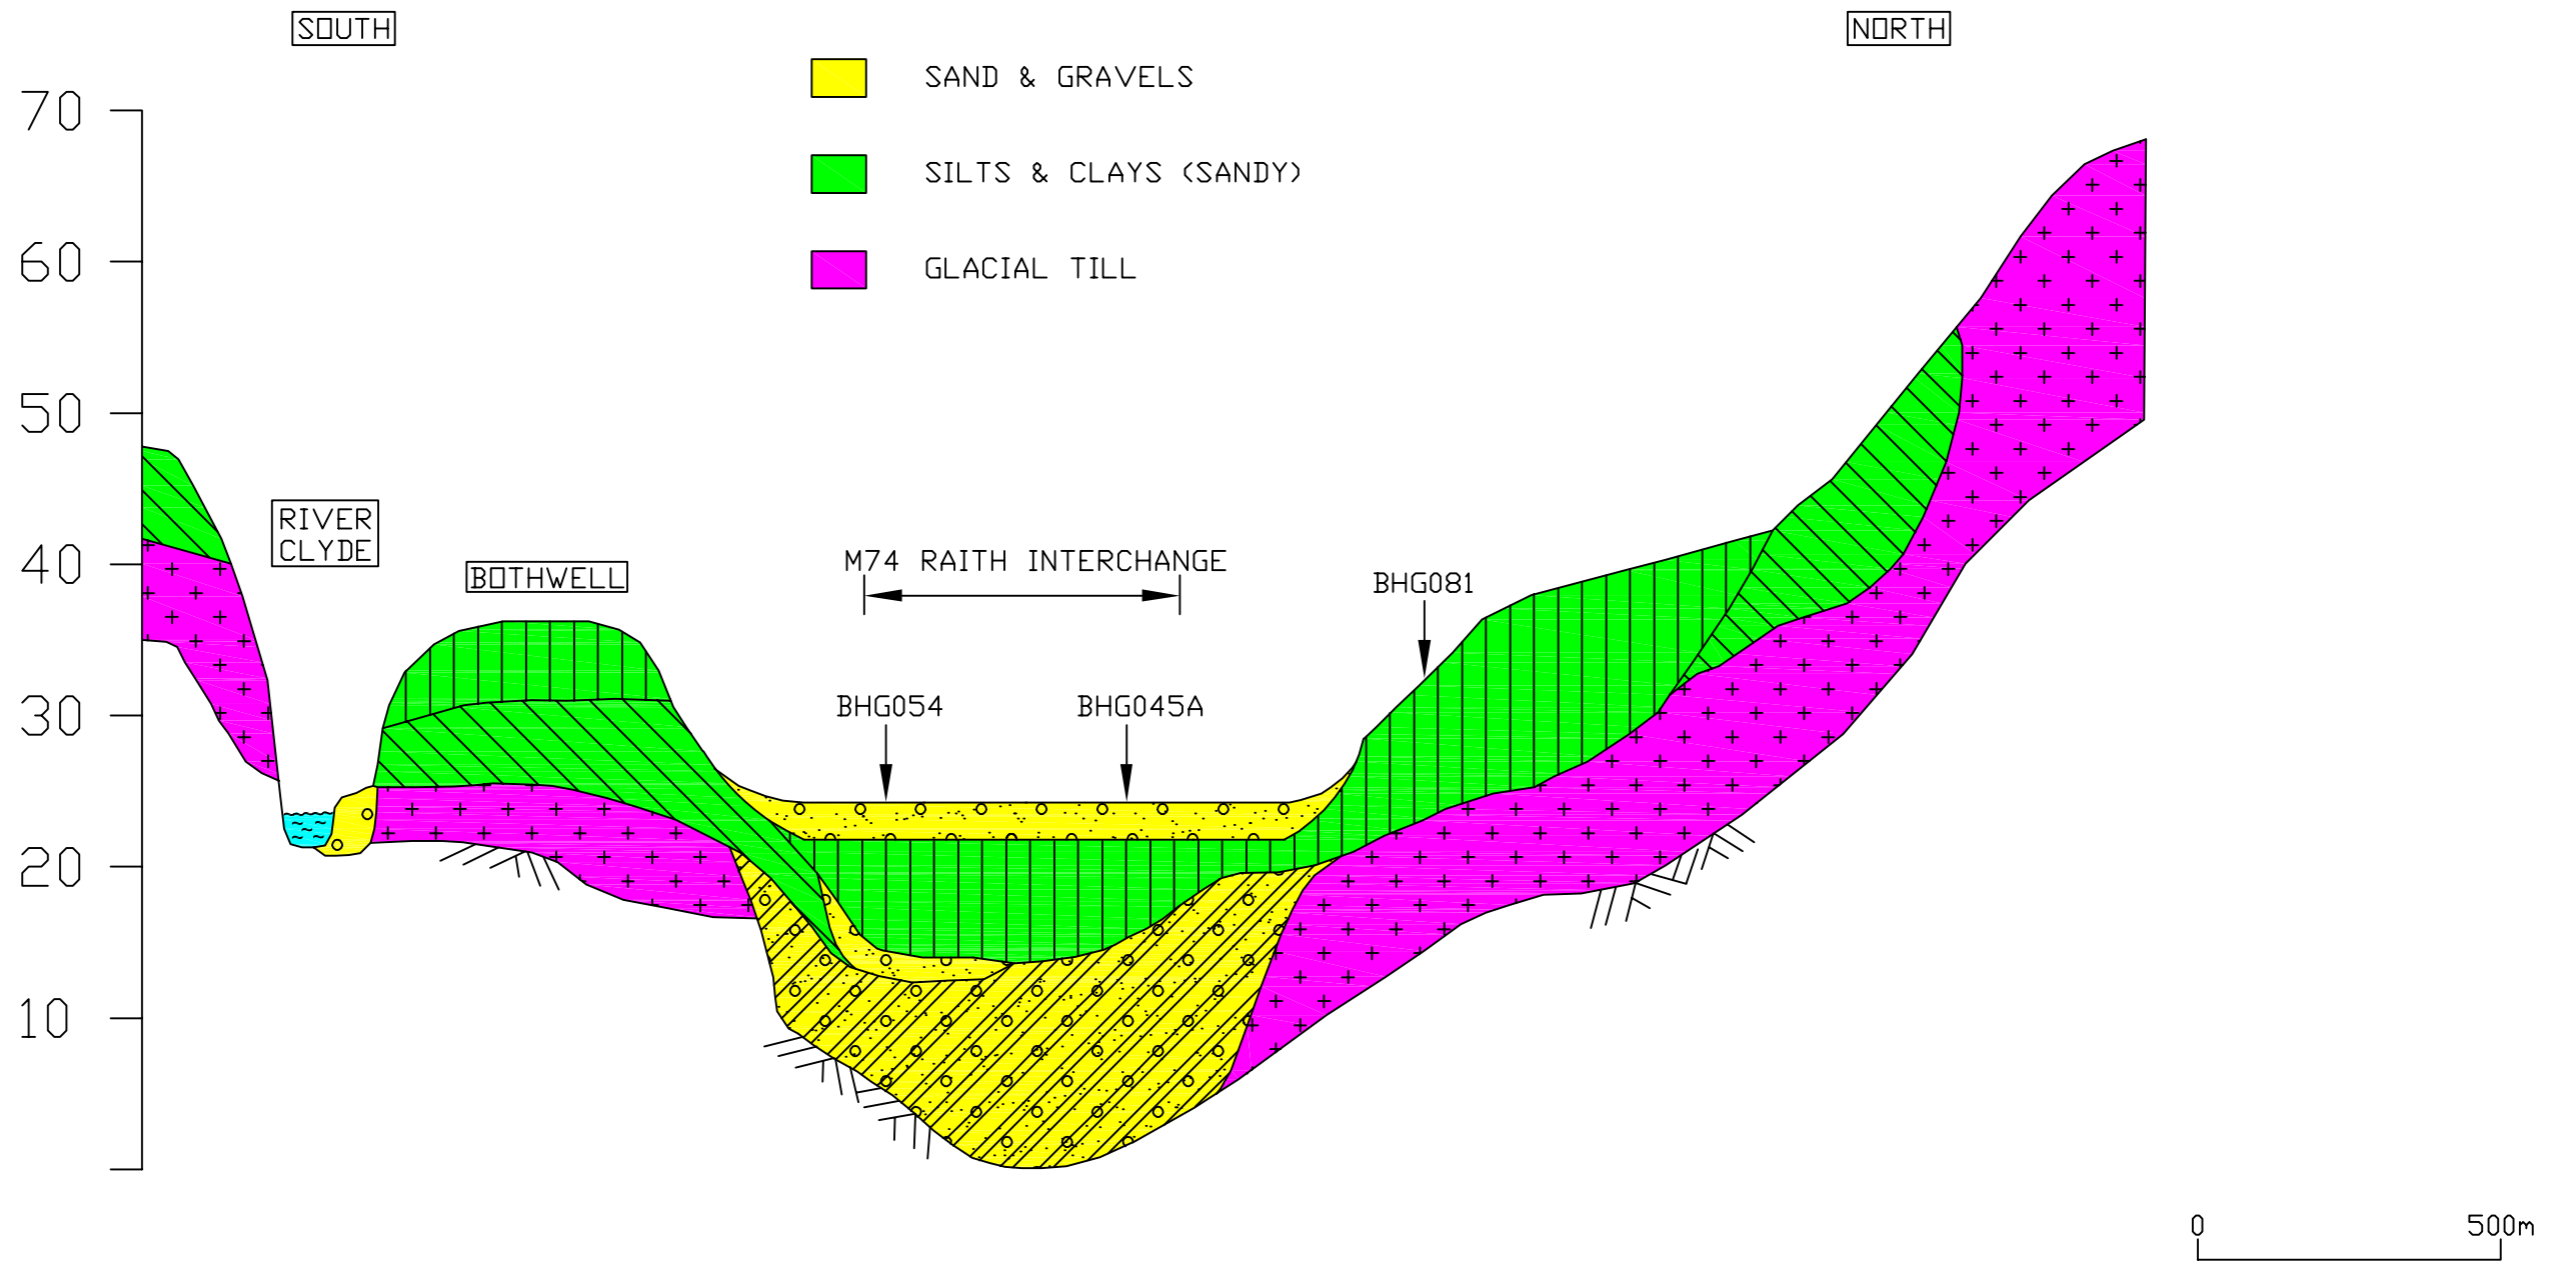 SOUTH
NORTH
SAND & GRAVELS
SILTS & CLAYS (SANDY)
GLACIAL TILL
70
60
50
40
30
20
10
RIVER
CLYDE
BOTHWELL
M74 RAITH INTERCHANGE
BHG081
BHG054
BHG045A
0
500m